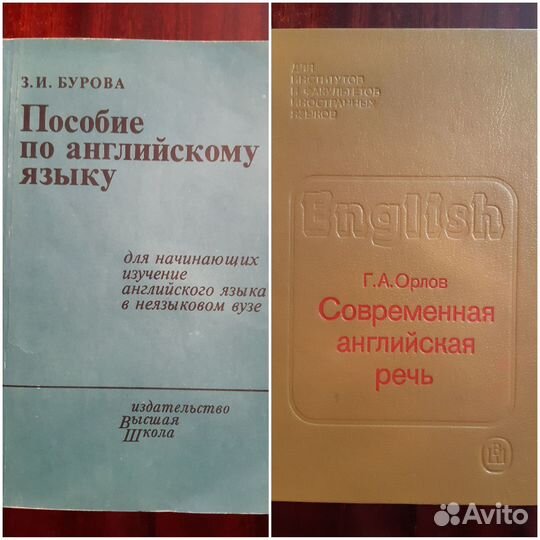 З.И. БУРОВА
Пособие
по английскому
языку
для начинающих
изучение
английского языка
в неязыковом вузе
издательство
Высшая
Школа
ДЛЯ
ИНСТИТУТОВ
И ФАКУЛЬТЕТОВ
ИНОСТРАННЫХ
ЯЗЫКОВ
English
Г.А.Орлов
Современная
английская
речь
Avito